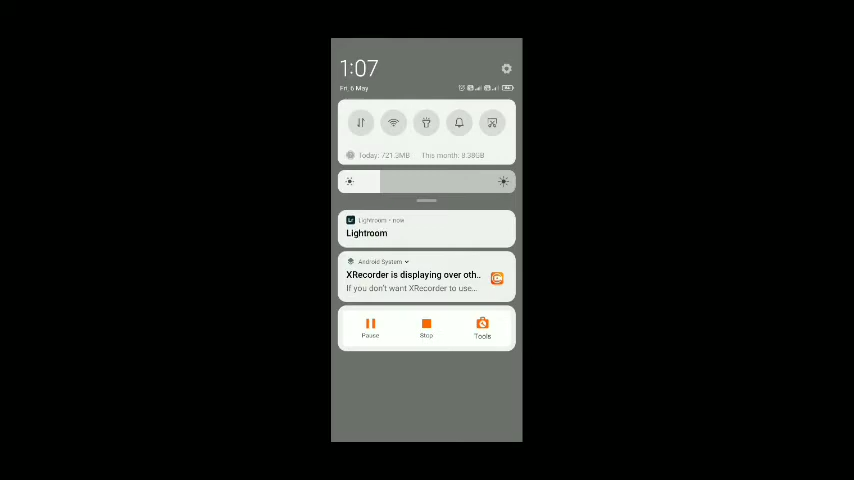 1:07
Fri, 6 May
Today: 721.3MB This month: 8.38GB
Lightroom • now
Lightroom
Android System
XRecorder is displaying over oth..
If you don't want XRecorder to use...
Pause Stop Tools